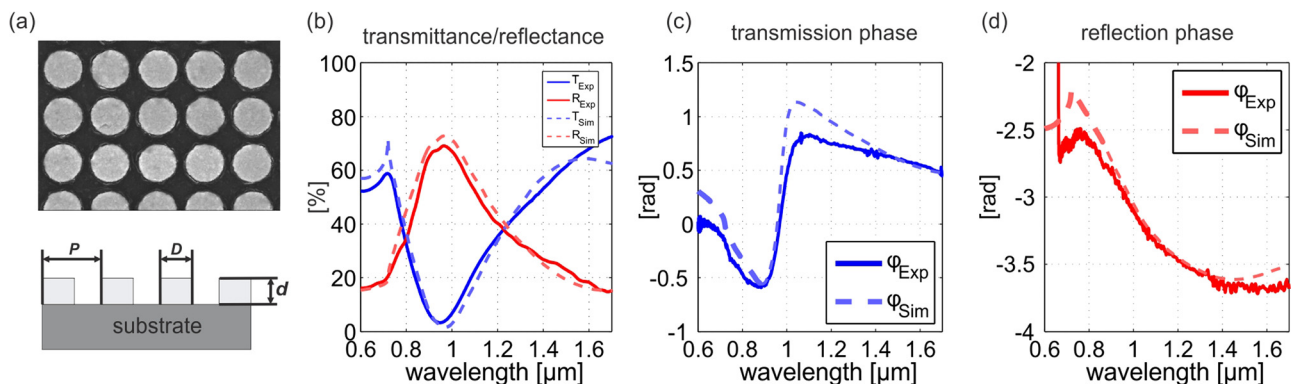 (a)
P
D
d
substrate
(b)
transmittance/reflectance
[%]
100
80
60
40
20
0
T_Exp
R_Exp
T_Sim
R_Sim
0.6 0.8 1 1.2 1.4 1.6
wavelength [µm]
(c)
transmission phase
[rad]
1.5
1
0.5
0
-0.5
-1
φ_Exp
φ_Sim
0.6 0.8 1 1.2 1.4 1.6
wavelength [µm]
(d)
reflection phase
[rad]
-2
-2.5
-3
-3.5
-4
φ_Exp
φ_Sim
0.6 0.8 1 1.2 1.4 1.6
wavelength [µm]